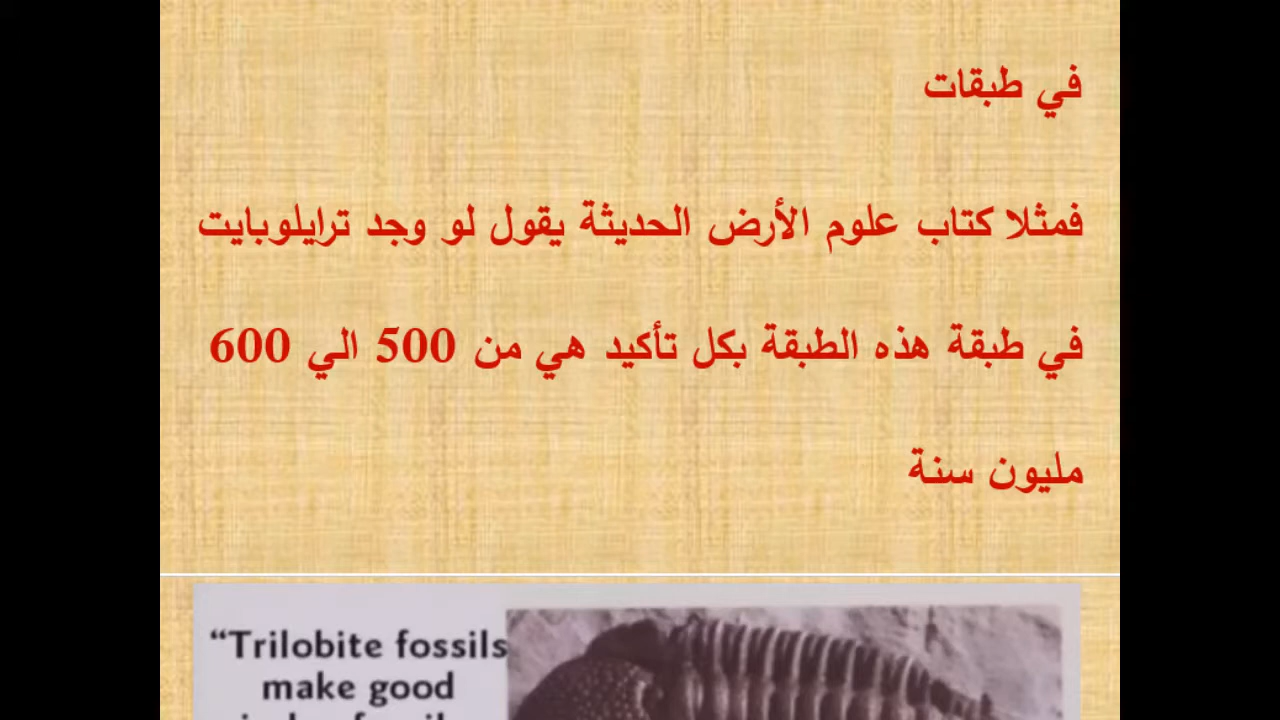 في طبقات
فمثلا كتاب علوم الأرض الحديثة يقول لو وجد ترايلوبايت
في طبقة هذه الطبقة بكل تأكيد هي من 500 الي 600
مليون سنة
“Trilobite fossils
make good